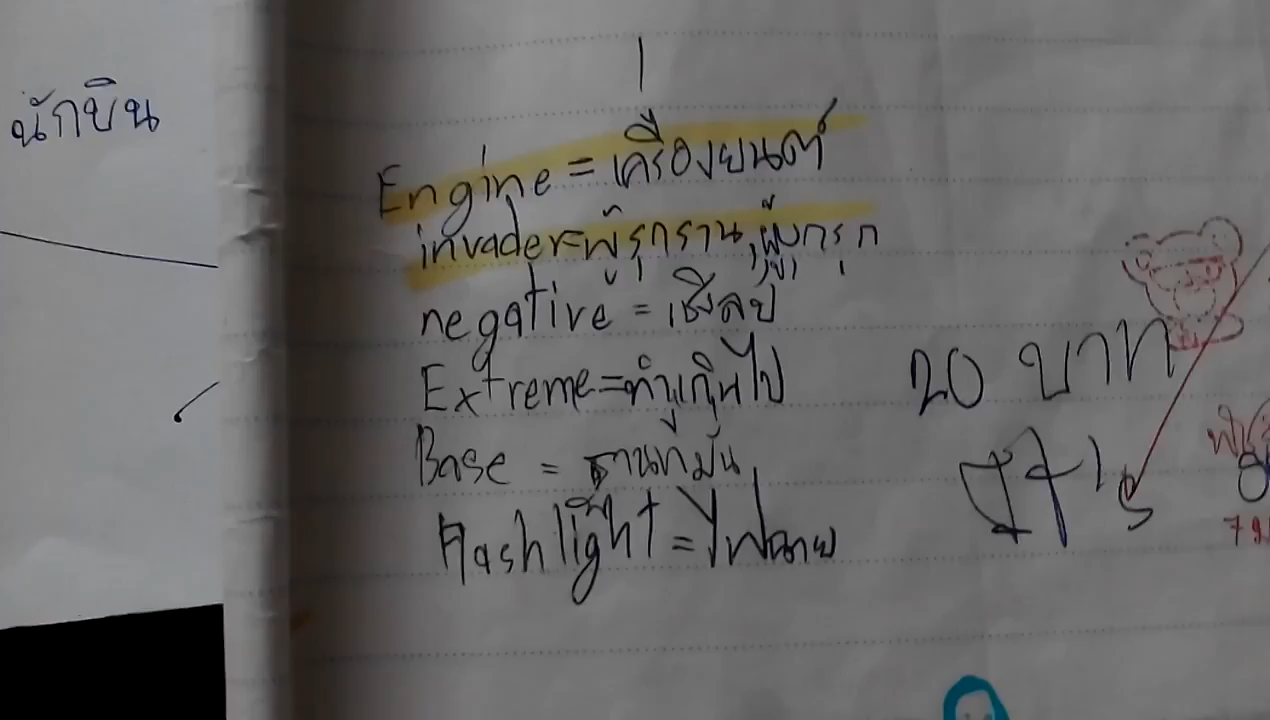 นักบิน
Engine = เครื่องยนต์
invader=ผู้รุกราน,ผู้บุกรุก
negative = เชิงลบ
Extreme=ทำเกินไป
Base = ฐานที่มั่น
Flashlight = ไฟฉาย
20 บาท